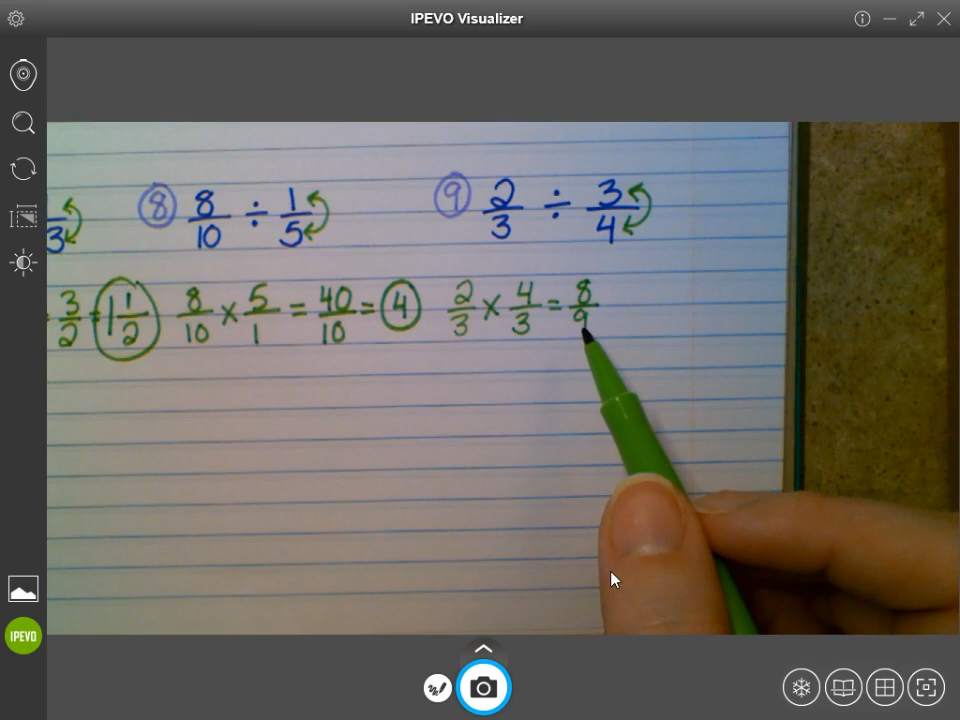 IPEVO Visualizer
3
⑧ 8/10 ÷ 1/5
⑨ 2/3 ÷ 3/4
= 3/2 = 1 1/2
8/10 × 5/1 = 40/10 = 4
2/3 × 4/3 = 8/9
IPEVO